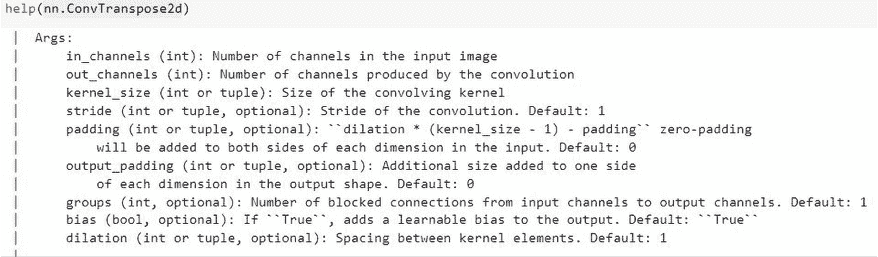 help(nn.ConvTranspose2d)
| Args:
| in_channels (int): Number of channels in the input image
| out_channels (int): Number of channels produced by the convolution
| kernel_size (int or tuple): Size of the convolving kernel
| stride (int or tuple, optional): Stride of the convolution. Default: 1
| padding (int or tuple, optional): ``dilation * (kernel_size - 1) - padding`` zero-padding
| will be added to both sides of each dimension in the input. Default: 0
| output_padding (int or tuple, optional): Additional size added to one side
| of each dimension in the output shape. Default: 0
| groups (int, optional): Number of blocked connections from input channels to output channels. Default: 1
| bias (bool, optional): If ``True``, adds a learnable bias to the output. Default: ``True``
| dilation (int or tuple, optional): Spacing between kernel elements. Default: 1
|